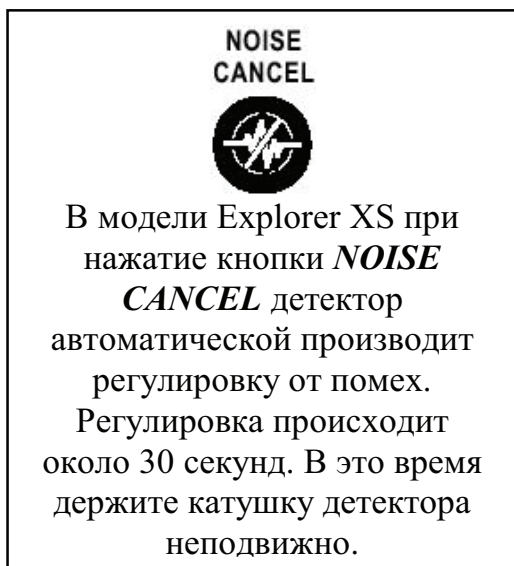 NOISE
CANCEL
В модели Explorer XS при
нажатие кнопки NOISE
CANCEL детектор
автоматической производит
регулировку от помех.
Регулировка происходит
около 30 секунд. В это время
держите катушку детектора
неподвижно.